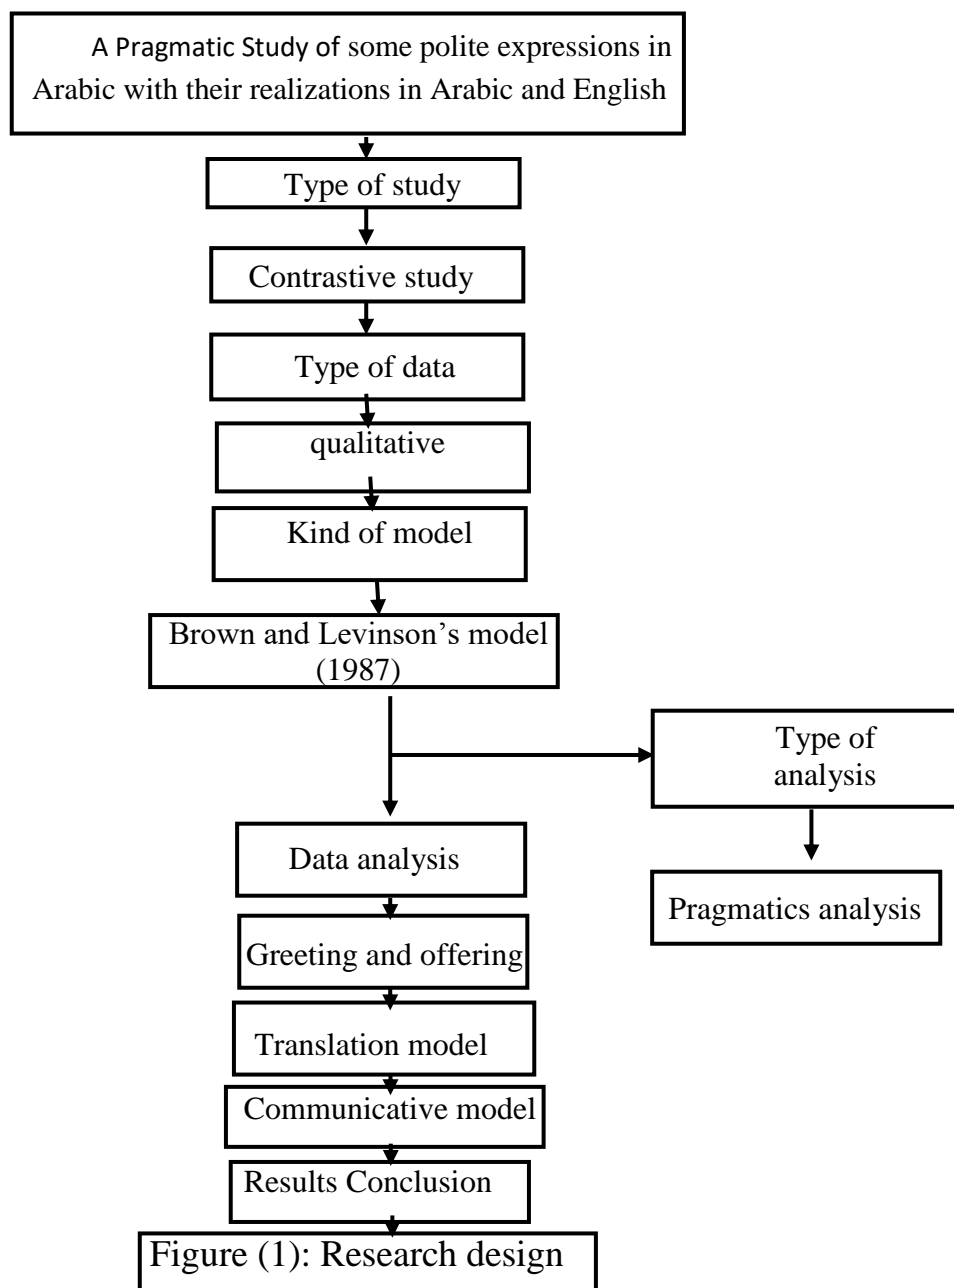 A Pragmatic Study of some polite expressions in
Arabic with their realizations in Arabic and English
Type of study
Contrastive study
Type of data
qualitative
Kind of model
Brown and Levinson’s model
(1987)
Type of
analysis
Data analysis
Pragmatics analysis
Greeting and offering
Translation model
Communicative model
Results Conclusion
Figure (1): Research design